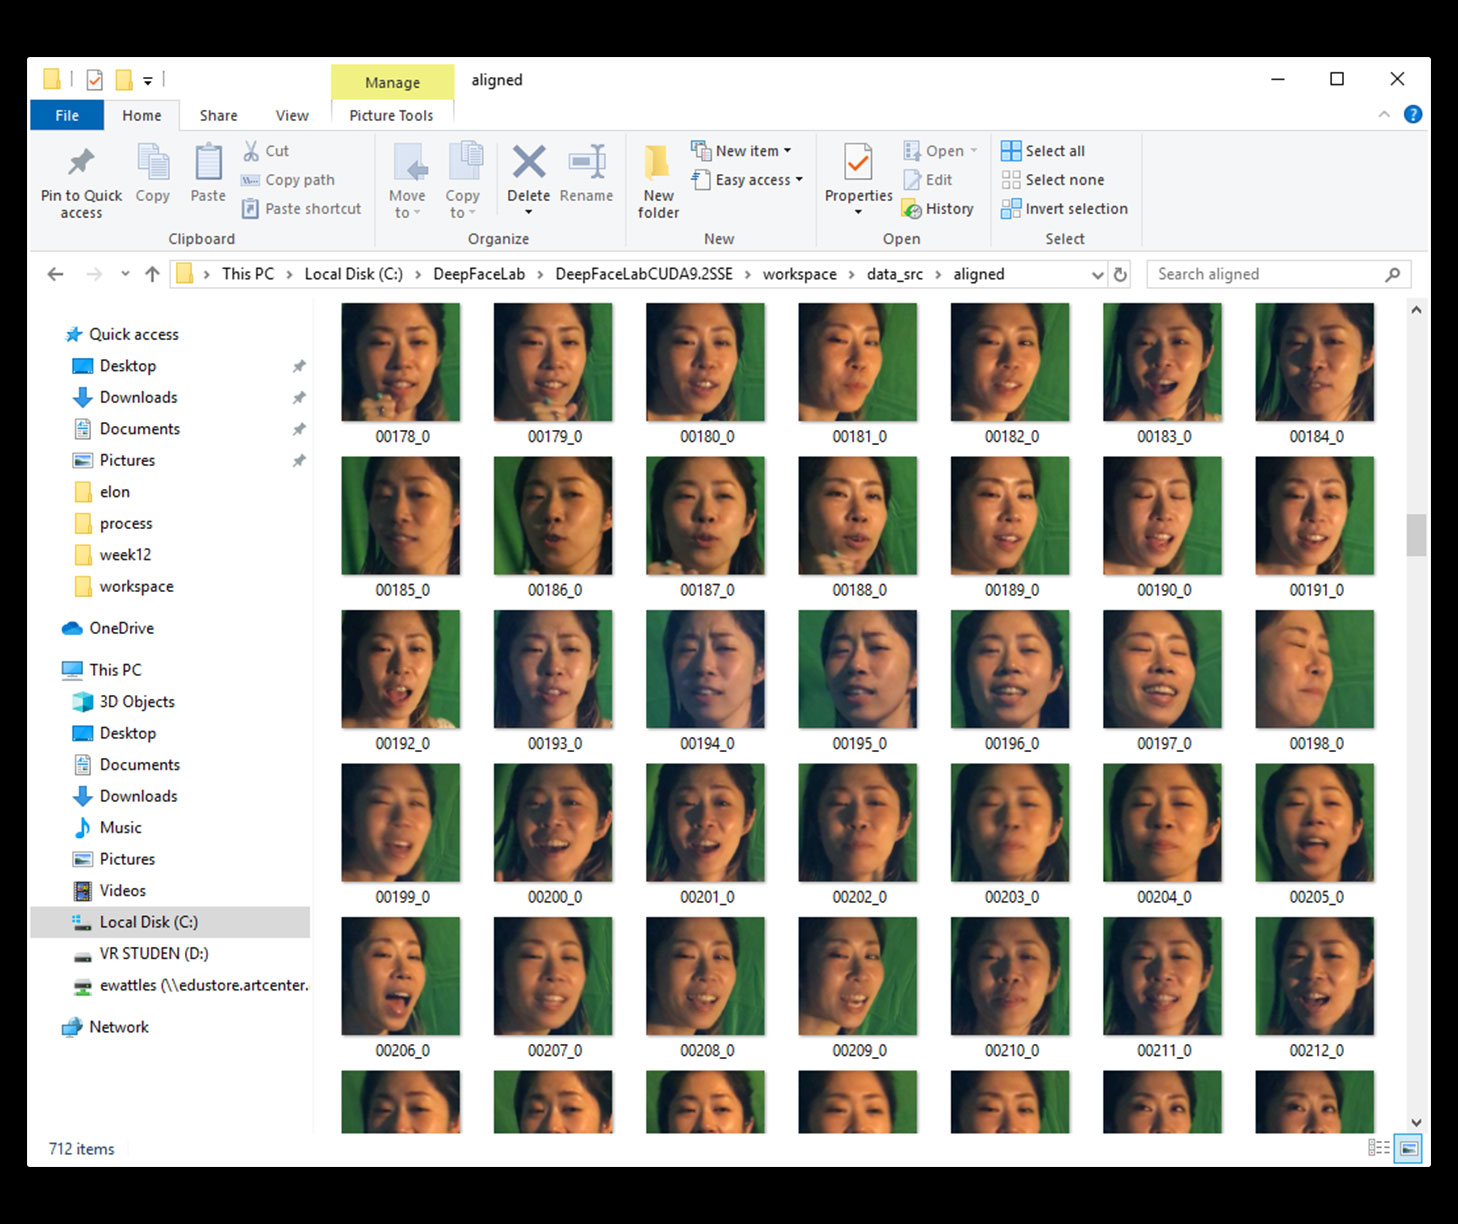 Manage
aligned
File
Home
Share
View
Picture Tools
Pin to Quick access
Copy
Paste
Cut
Copy path
Paste shortcut
Clipboard
Move to
Copy to
Delete
Rename
Organize
New folder
New item
Easy access
New
Properties
Open
Edit
History
Open
Select all
Select none
Invert selection
Select
This PC > Local Disk (C:) > DeepFaceLab > DeepFaceLabCUDA9.2SSE > workspace > data_src > aligned
Search aligned
Quick access
Desktop
Downloads
Documents
Pictures
elon
process
week12
workspace
OneDrive
This PC
3D Objects
Desktop
Documents
Downloads
Music
Pictures
Videos
Local Disk (C:)
VR STUDEN (D:)
ewattles (\\edustore.artcenter.
Network
00178_0 00179_0 00180_0 00181_0 00182_0 00183_0 00184_0
00185_0 00186_0 00187_0 00188_0 00189_0 00190_0 00191_0
00192_0 00193_0 00194_0 00195_0 00196_0 00197_0 00198_0
00199_0 00200_0 00201_0 00202_0 00203_0 00204_0 00205_0
00206_0 00207_0 00208_0 00209_0 00210_0 00211_0 00212_0
712 items